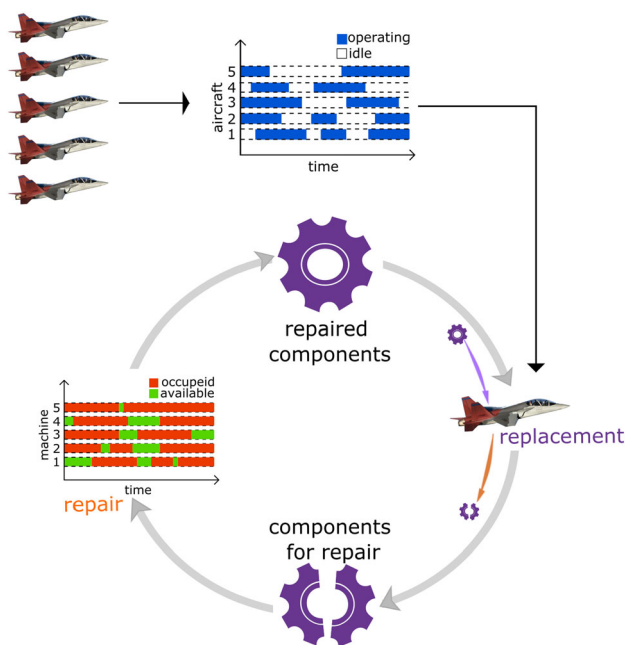 operating
idle
5
4
3
2
1
aircraft
time
repaired
components
occupeid
available
5
4
3
2
1
machine
time
repair
replacement
components
for repair